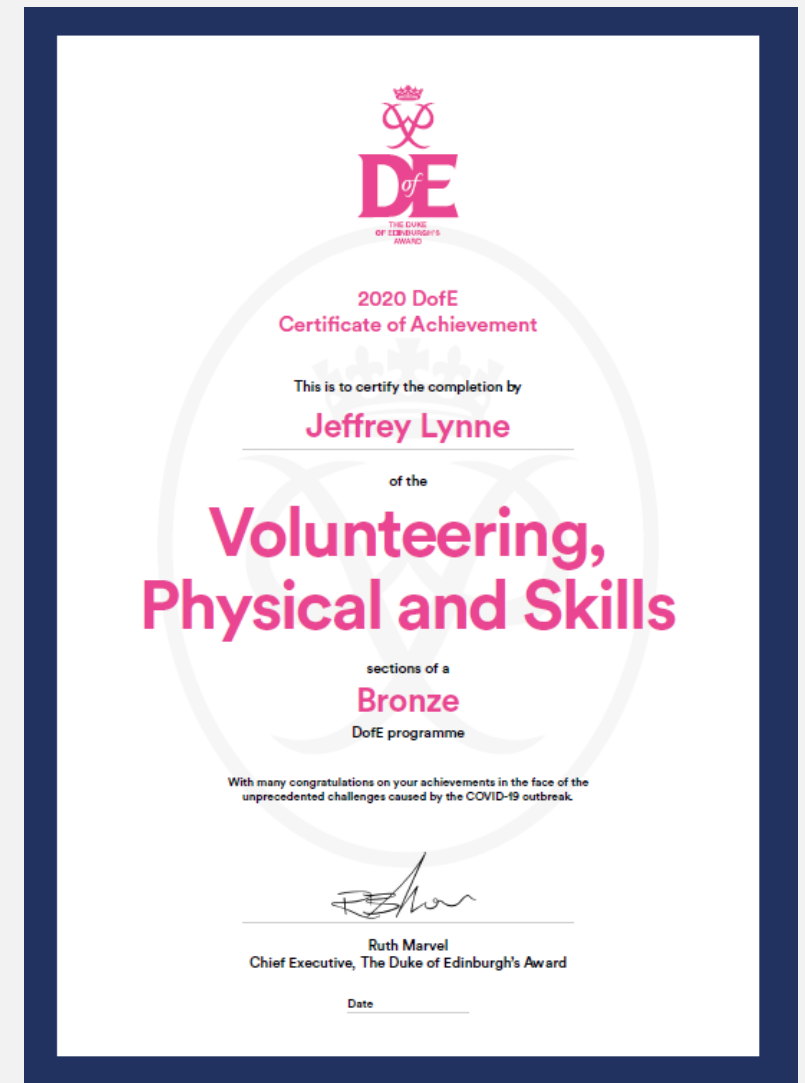 DofE
THE DUKE
OF EDINBURGH'S
AWARD
2020 DofE
Certificate of Achievement
This is to certify the completion by
Jeffrey Lynne
of the
Volunteering,
Physical and Skills
sections of a
Bronze
DofE programme
With many congratulations on your achievements in the face of the
unprecedented challenges caused by the COVID-19 outbreak.
Ruth Marvel
Chief Executive, The Duke of Edinburgh's Award
Date